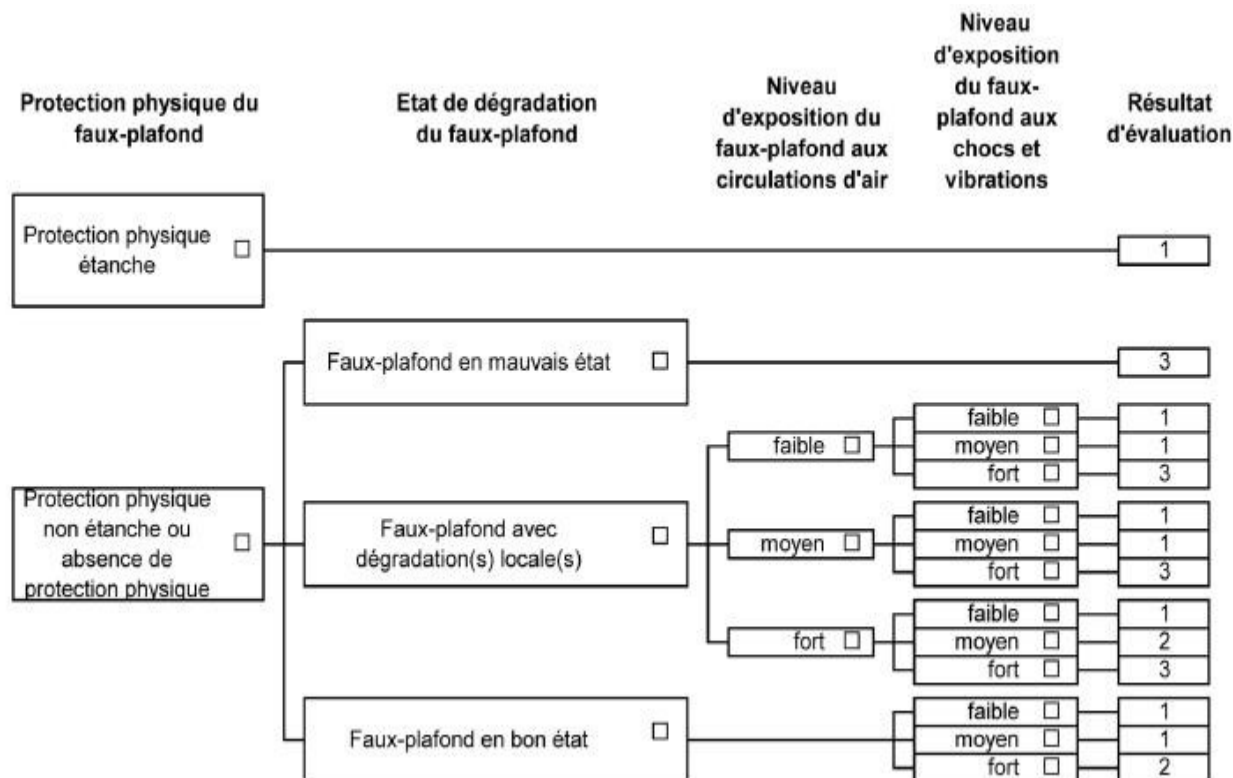 Protection physique du
faux-plafond
Etat de dégradation
du faux-plafond
Niveau
d'exposition du
faux-plafond aux
circulations d'air
Niveau
d'exposition
du faux-
plafond aux
chocs et
vibrations
Résultat
d'évaluation
Protection physique
étanche
1
Faux-plafond en mauvais état
3
Protection physique
non étanche ou
absence de
protection physique
Faux-plafond avec
dégradation(s) locale(s)
faible
faible
1
moyen
1
fort
3
moyen
faible
1
moyen
1
fort
3
fort
faible
1
moyen
2
fort
3
Faux-plafond en bon état
faible
1
moyen
1
fort
2